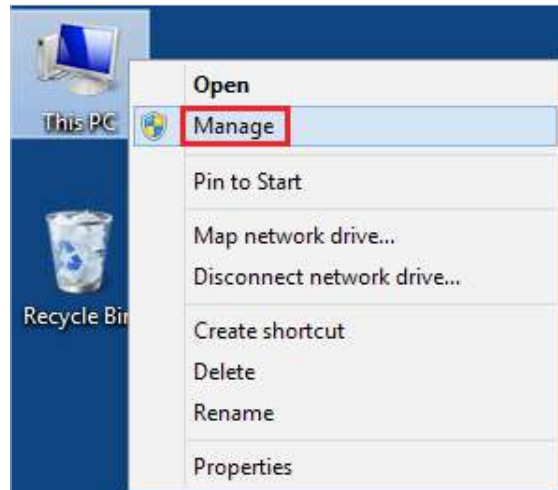 This PC
Open
Manage
Pin to Start
Map network drive...
Disconnect network drive...
Recycle Bin
Create shortcut
Delete
Rename
Properties